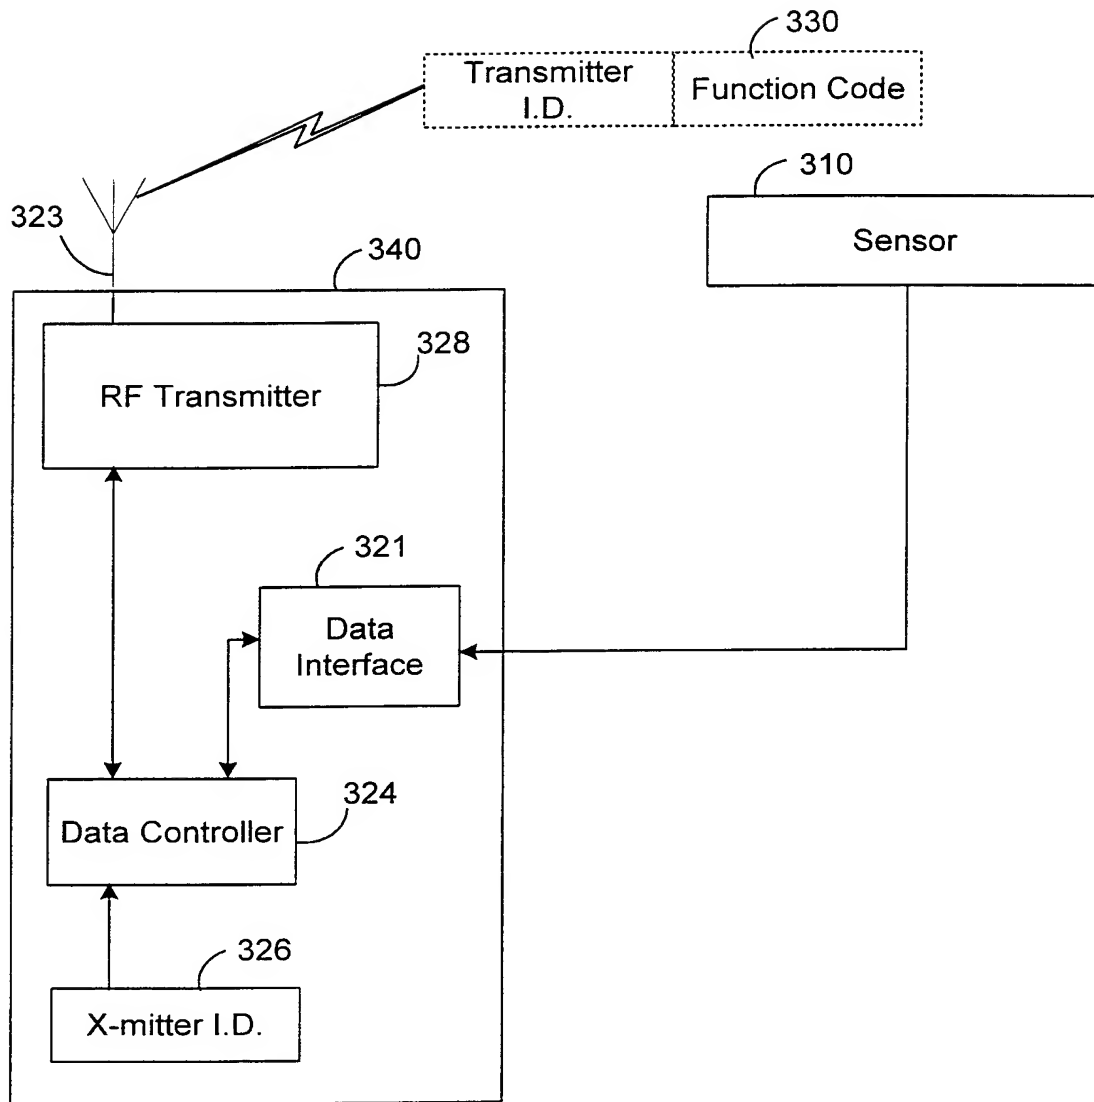 330
Transmitter
I.D.
Function Code
310
Sensor
323
340
RF Transmitter
328
321
Data
Interface
324
Data Controller
326
X-mitter I.D.